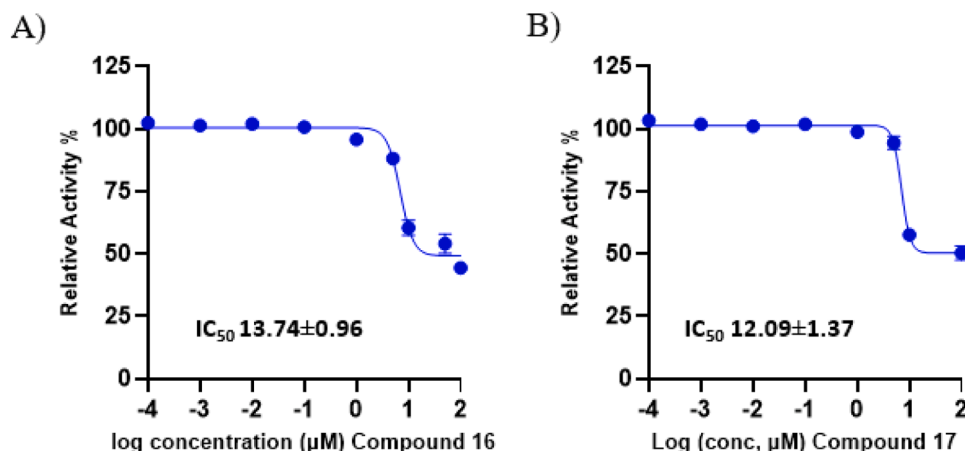 A)
125
100
75
50
25
0
Relative Activity %
IC50 13.74±0.96
-4 -3 -2 -1 0 1 2
log concentration (µM) Compound 16
B)
125
100
75
50
25
0
Relative Activity %
IC50 12.09±1.37
-4 -3 -2 -1 0 1 2
Log (conc, µM) Compound 17